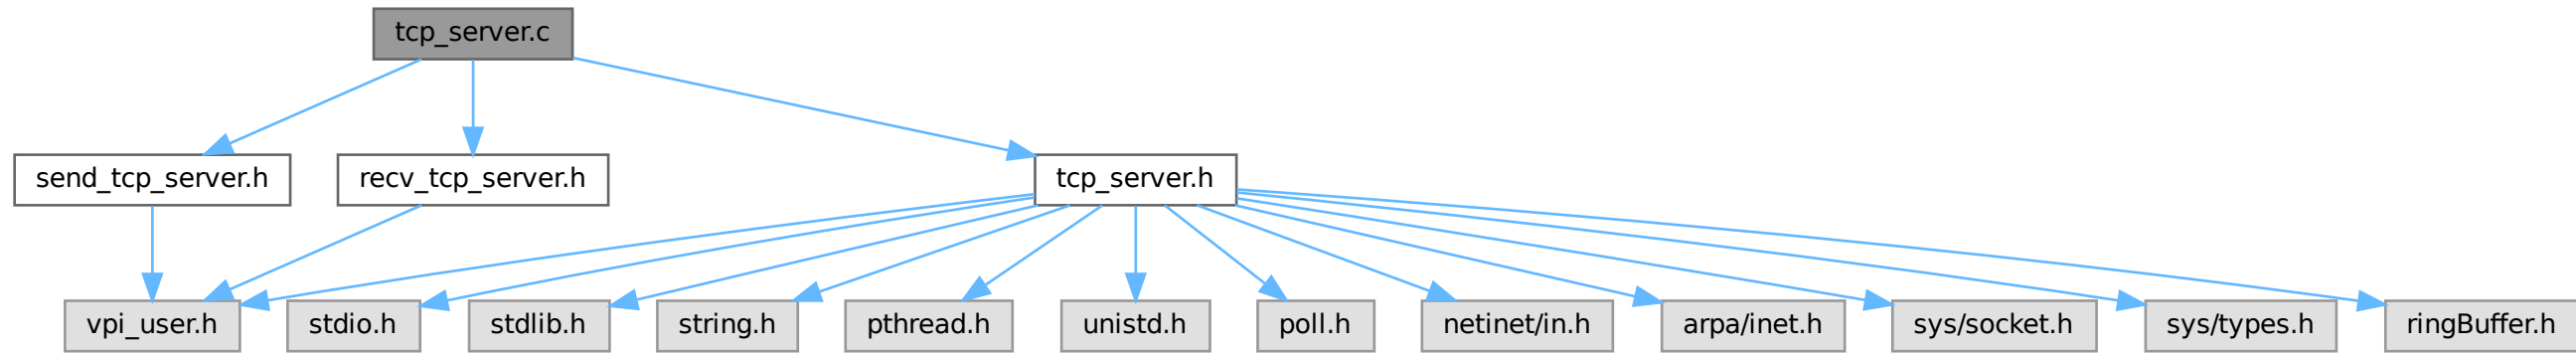 tcp_server.c
send_tcp_server.h
recv_tcp_server.h
tcp_server.h
vpi_user.h
stdio.h
stdlib.h
string.h
pthread.h
unistd.h
poll.h
netinet/in.h
arpa/inet.h
sys/socket.h
sys/types.h
ringBuffer.h